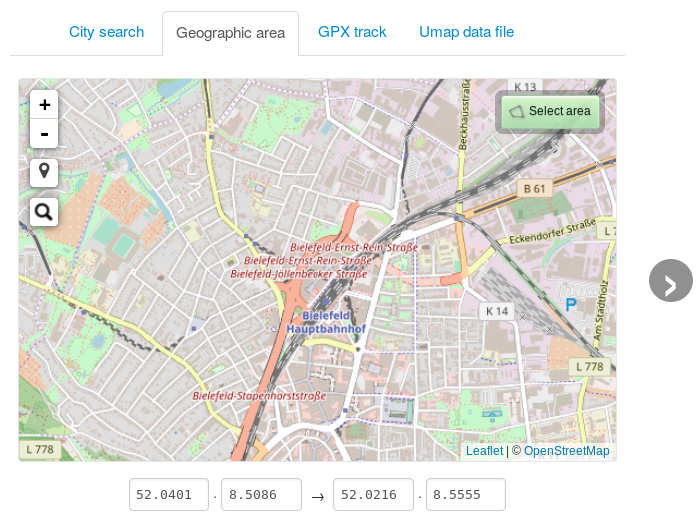 City search
Geographic area
GPX track
Umap data file
+
-
K 13
Select area
Beckhausstraße
B 61
Eckendorfer Straße
L 7
Bielefeld-Ernst-Rein-Straße
Bielefeld-Ernst-Rein-Straße
Bielefeld-Jöllenbecker Straße
Bielefeld
Hauptbahnhof
K 14
P
Am Stadtholz
L 778
Bielefeld-Stapenhorststraße
L 778
Leaflet | © OpenStreetMap
52.0401 . 8.5086 → 52.0216 . 8.5555